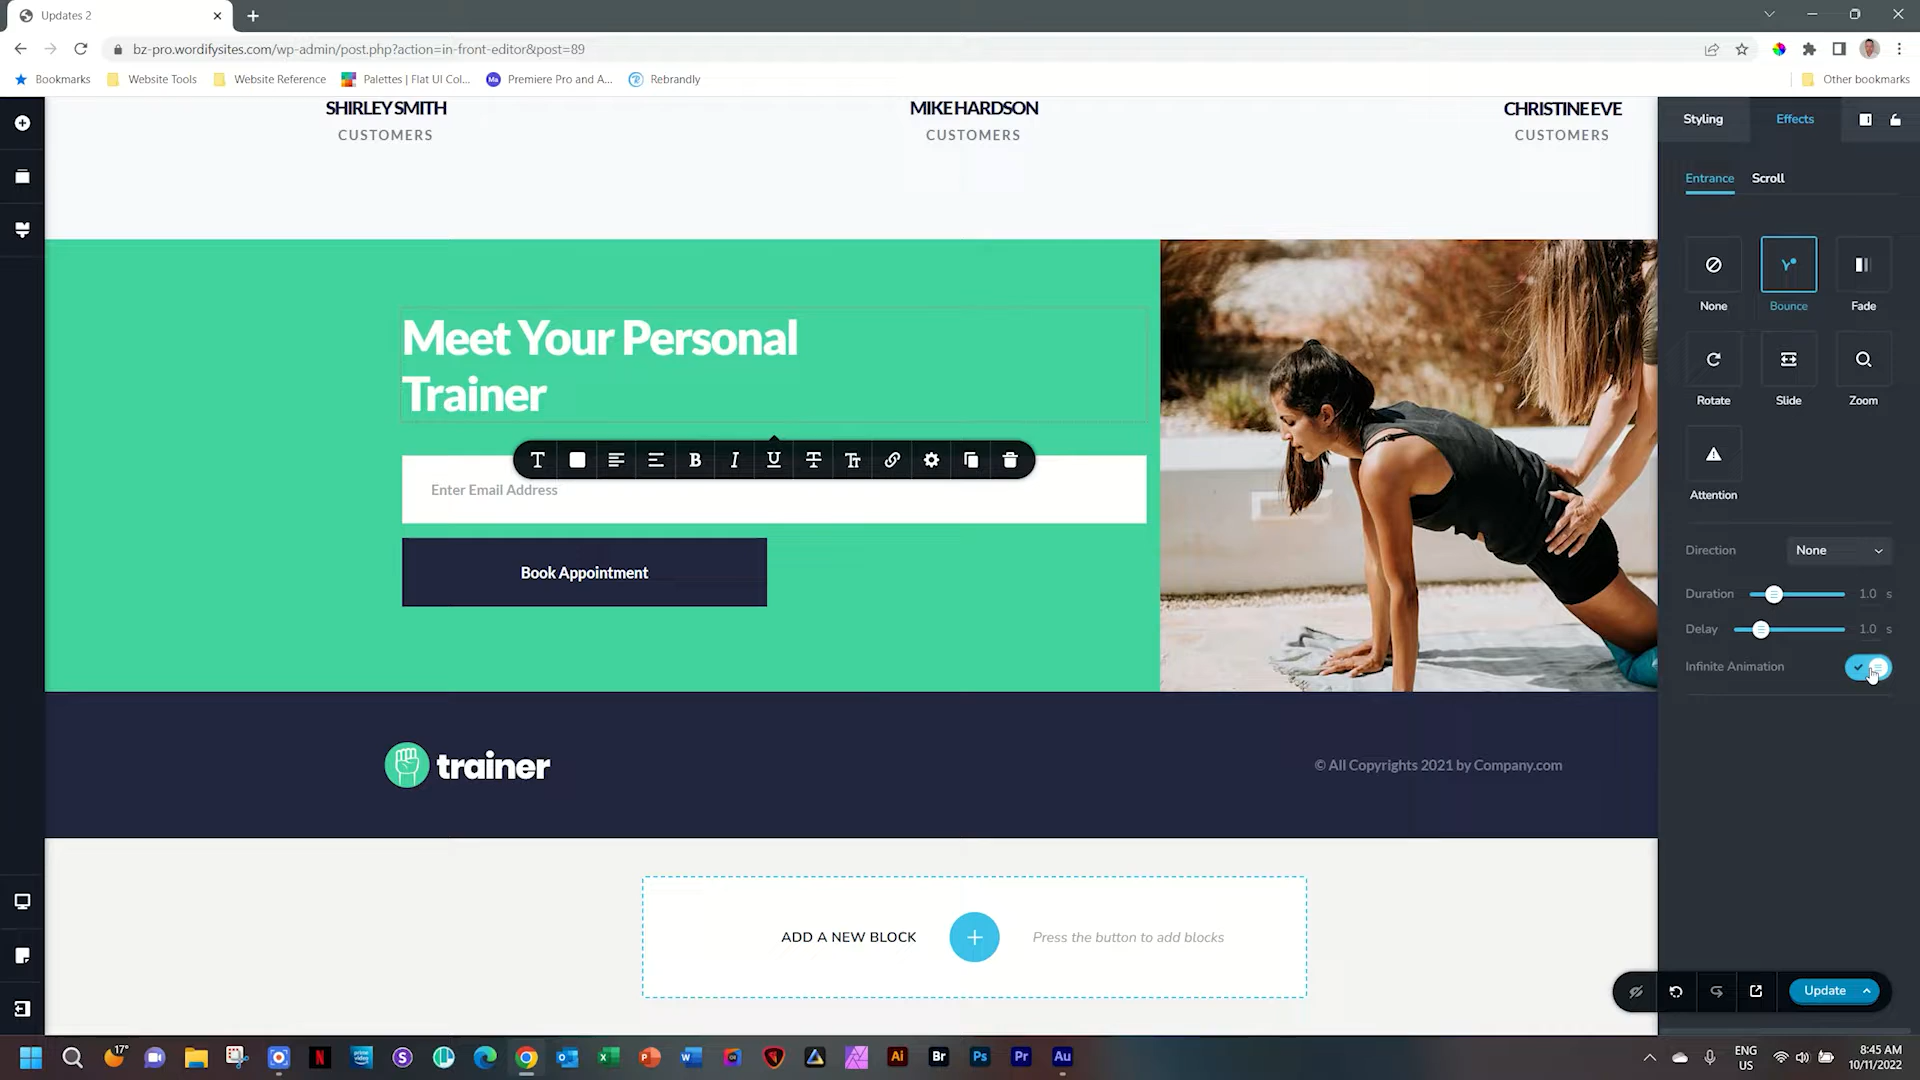 Updates 2
bz-pro.wordifysites.com/wp-admin/post.php?action=in-front-editor&post=89
Bookmarks
Website Tools
Website Reference
Palettes | Flat UI Col...
Premiere Pro and A...
Rebrandly
Other bookmarks
SHIRLEY SMITH
CUSTOMERS
MIKE HARDSON
CUSTOMERS
CHRISTINE EVE
CUSTOMERS
Styling
Effects
Entrance
Scroll
None
Bounce
Fade
Rotate
Slide
Zoom
Attention
Direction
None
Duration
1.0 s
Delay
1.0 s
Infinite Animation
Meet Your Personal
Trainer
Enter Email Address
Book Appointment
trainer
© All Copyrights 2021 by Company.com
ADD A NEW BLOCK
Press the button to add blocks
Update
17°
ENG
US
8:45 AM
10/11/2022